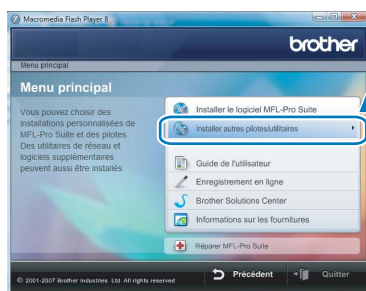 Macromedia Flash Player 8
brother
Menu principal
Menu principal
Vous pouvez choisir des
installations personnalisées de
MFL-Pro Suite et des pilotes.
Des utilitaires de réseau et
logiciels supplémentaires
peuvent aussi être installés.
Installer le logiciel MFL-Pro Suite
Installer autres pilotes/utilitaires
Guide de l'utilisateur
Enregistrement en ligne
Brother Solutions Center
Informations sur les fournitures
Réparer MFL-Pro Suite
© 2001-2007 Brother Industries Ltd. All rights reserved
Précédent
Quitter